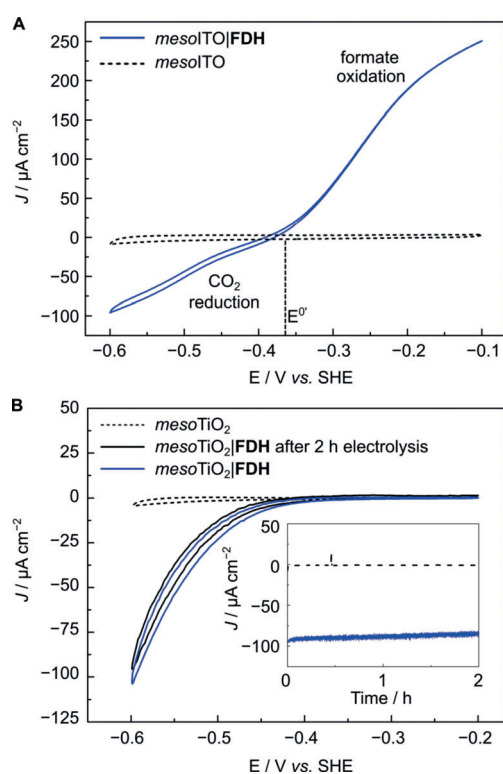 A
250
200
150
100
50
0
−50
−100
J / µA cm⁻²
mesoITO|FDH
mesoITO
formate
oxidation
CO₂
reduction
E⁰'
−0.6 −0.5 −0.4 −0.3 −0.2 −0.1
E / V vs. SHE
B
50
25
0
−25
−50
−75
−100
−125
J / µA cm⁻²
mesoTiO₂
mesoTiO₂|FDH after 2 h electrolysis
mesoTiO₂|FDH
50
0
−50
−100
J / µA cm⁻²
0 1 2
Time / h
−0.6 −0.5 −0.4 −0.3 −0.2
E / V vs. SHE